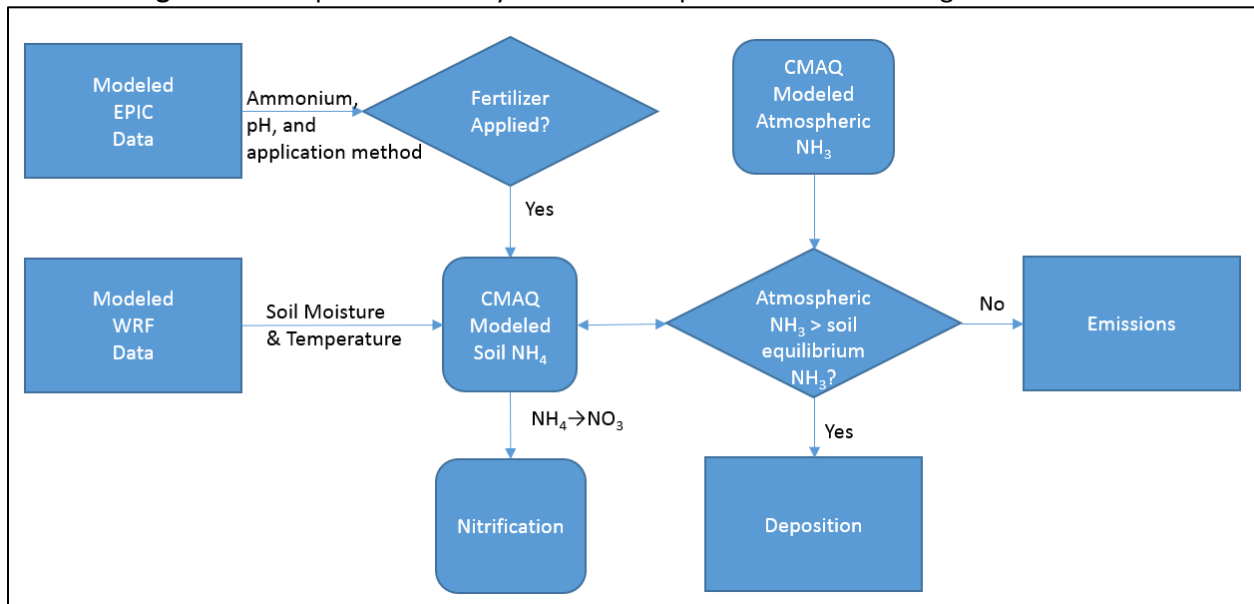 Modeled
EPIC
Data
Ammonium,
pH, and
application method
Fertilizer
Applied?
CMAQ
Modeled
Atmospheric
NH₃
Yes
Modeled
WRF
Data
Soil Moisture
& Temperature
CMAQ
Modeled
Soil NH₄
Atmospheric
NH₃ > soil
equilibrium
NH₃?
No
Emissions
NH₄→NO₃
Yes
Nitrification
Deposition